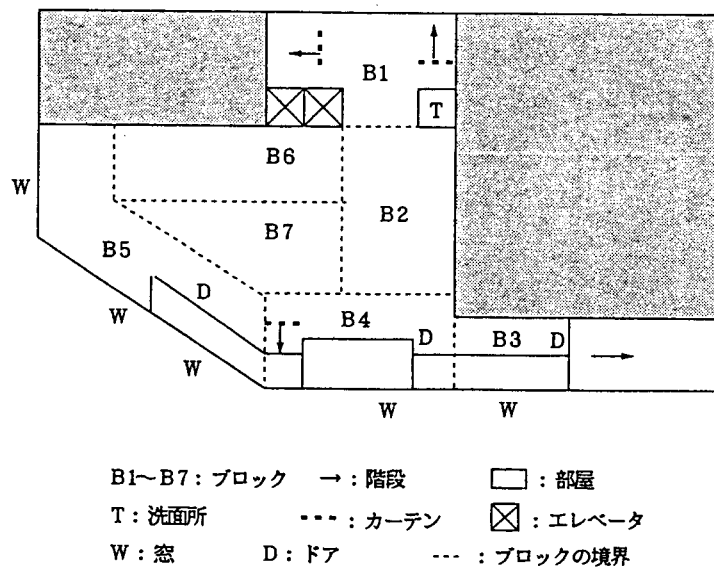 B1
T
B6
W
B2
B7
B5
D
W
B4
D
B3
D
W
W
W
B1〜B7：ブロック　→：階段　：部屋
T：洗面所　：カーテン　：エレベータ
W：窓　D：ドア　：ブロックの境界